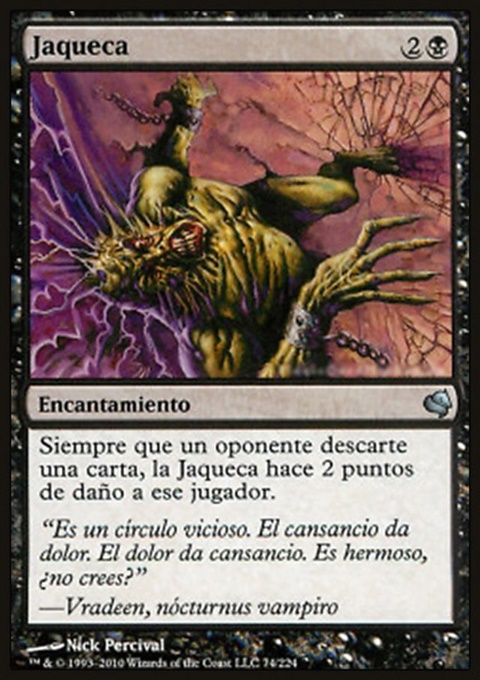 Jaqueca 2
Encantamiento
Siempre que un oponente descarte
una carta, la Jaqueca hace 2 puntos
de daño a ese jugador.
“Es un círculo vicioso. El cansancio da
dolor. El dolor da cansancio. Es hermoso,
¿no crees?”
—Vradeen, nócturnus vampiro
Nick Percival
™ & © 1993–2010 Wizards of the Coast LLC 74/224